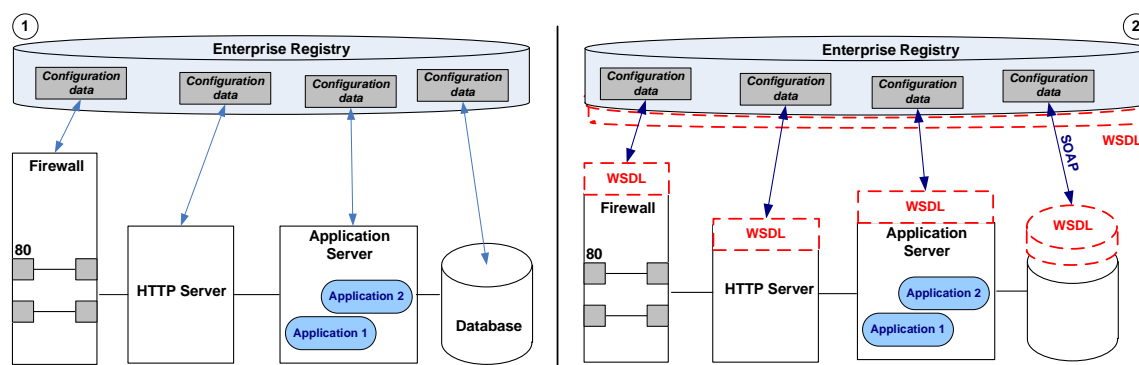 1
Enterprise Registry
Configuration
data
Configuration
data
Configuration
data
Configuration
data
Firewall
80
HTTP Server
Application
Server
Application 2
Application 1
Database
2
Enterprise Registry
Configuration
data
Configuration
data
Configuration
data
Configuration
data
WSDL
SOAP
WSDL
Firewall
80
WSDL
HTTP Server
WSDL
Application
Server
Application 2
Application 1
WSDL